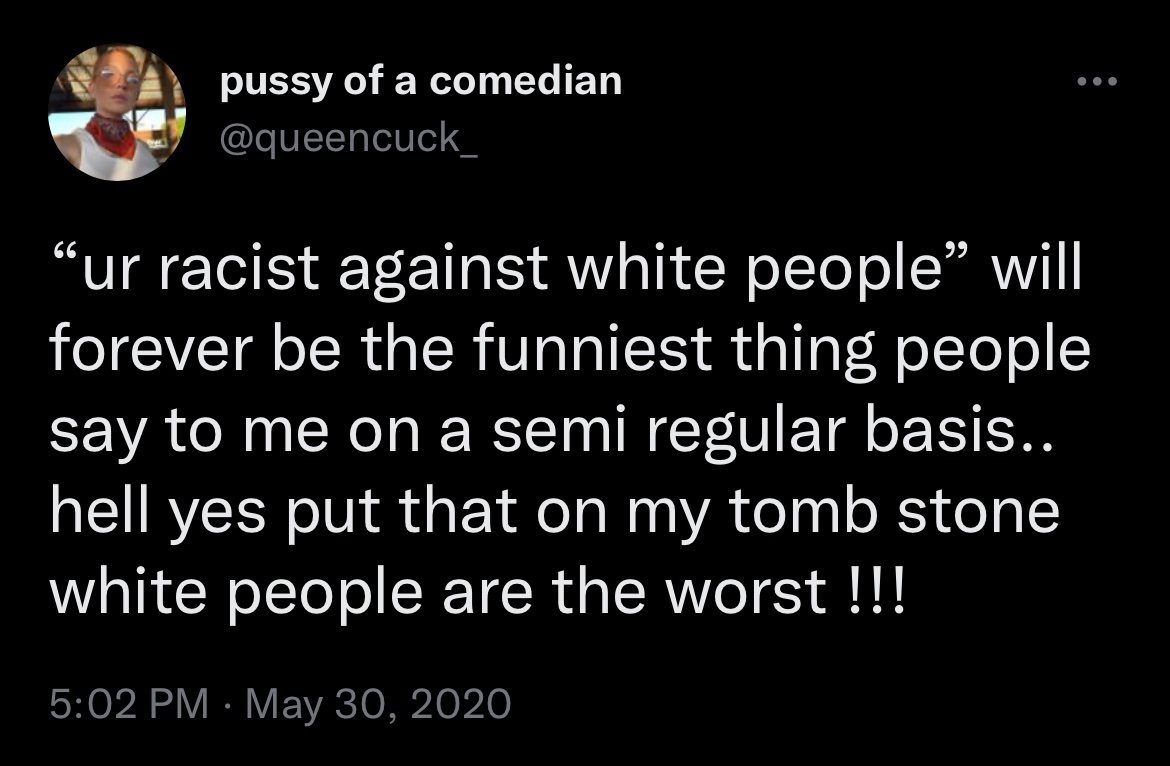 pussy of a comedian
@queencuck_
“ur racist against white people” will
forever be the funniest thing people
say to me on a semi regular basis..
hell yes put that on my tomb stone
white people are the worst !!!
5:02 PM · May 30, 2020